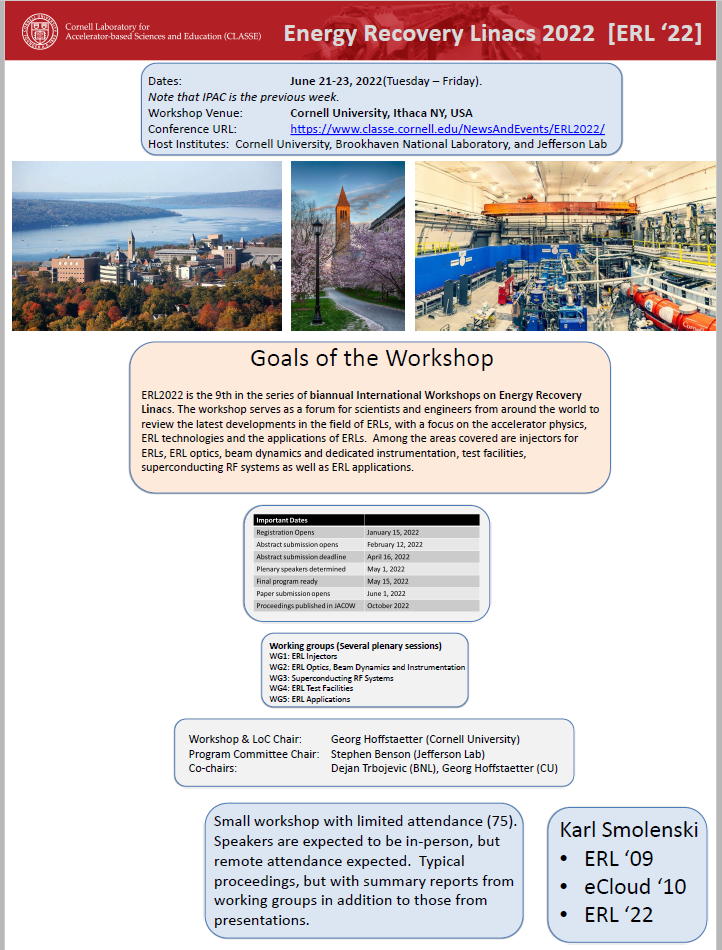 Cornell Laboratory for
Accelerator-based Sciences and Education (CLASSE)
Energy Recovery Linacs 2022 [ERL ‘22]
Dates: June 21-23, 2022(Tuesday – Friday).
Note that IPAC is the previous week.
Workshop Venue: Cornell University, Ithaca NY, USA
Conference URL: https://www.classe.cornell.edu/NewsAndEvents/ERL2022/
Host Institutes: Cornell University, Brookhaven National Laboratory, and Jefferson Lab
Goals of the Workshop
ERL2022 is the 9th in the series of biannual International Workshops on Energy Recovery
Linacs. The workshop serves as a forum for scientists and engineers from around the world to
review the latest developments in the field of ERLs, with a focus on the accelerator physics,
ERL technologies and the applications of ERLs. Among the areas covered are injectors for
ERLs, ERL optics, beam dynamics and dedicated instrumentation, test facilities,
superconducting RF systems as well as ERL applications.
Important Dates
Registration Opens January 15, 2022
Abstract submission opens February 12, 2022
Abstract submission deadline April 16, 2022
Plenary speakers determined May 1, 2022
Final program ready May 15, 2022
Paper submission opens June 1, 2022
Proceedings published in JACOW October 2022
Working groups (Several plenary sessions)
WG1: ERL Injectors
WG2: ERL Optics, Beam Dynamics and Instrumentation
WG3: Superconducting RF Systems
WG4: ERL Test Facilities
WG5: ERL Applications
Workshop & LoC Chair: Georg Hoffstaetter (Cornell University)
Program Committee Chair: Stephen Benson (Jefferson Lab)
Co-chairs: Dejan Trbojevic (BNL), Georg Hoffstaetter (CU)
Small workshop with limited attendance (75).
Speakers are expected to be in-person, but
remote attendance expected. Typical
proceedings, but with summary reports from
working groups in addition to those from
presentations.
Karl Smolenski
• ERL ‘09
• eCloud ‘10
• ERL ‘22